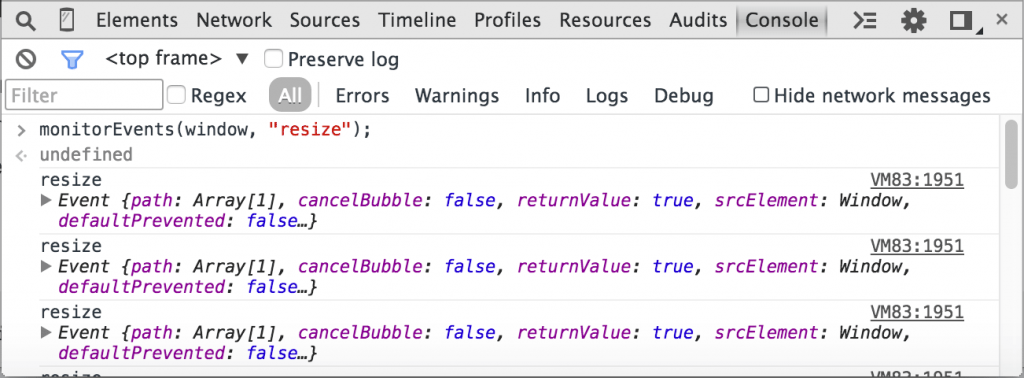 Elements Network Sources Timeline Profiles Resources Audits Console
<top frame> ▼ Preserve log
Filter Regex All Errors Warnings Info Logs Debug Hide network messages
> monitorEvents(window, "resize");
undefined
resize VM83:1951
Event {path: Array[1], cancelBubble: false, returnValue: true, srcElement: Window,
defaultPrevented: false…}
resize VM83:1951
Event {path: Array[1], cancelBubble: false, returnValue: true, srcElement: Window,
defaultPrevented: false…}
resize VM83:1951
Event {path: Array[1], cancelBubble: false, returnValue: true, srcElement: Window,
defaultPrevented: false…}
resize VM83:1951